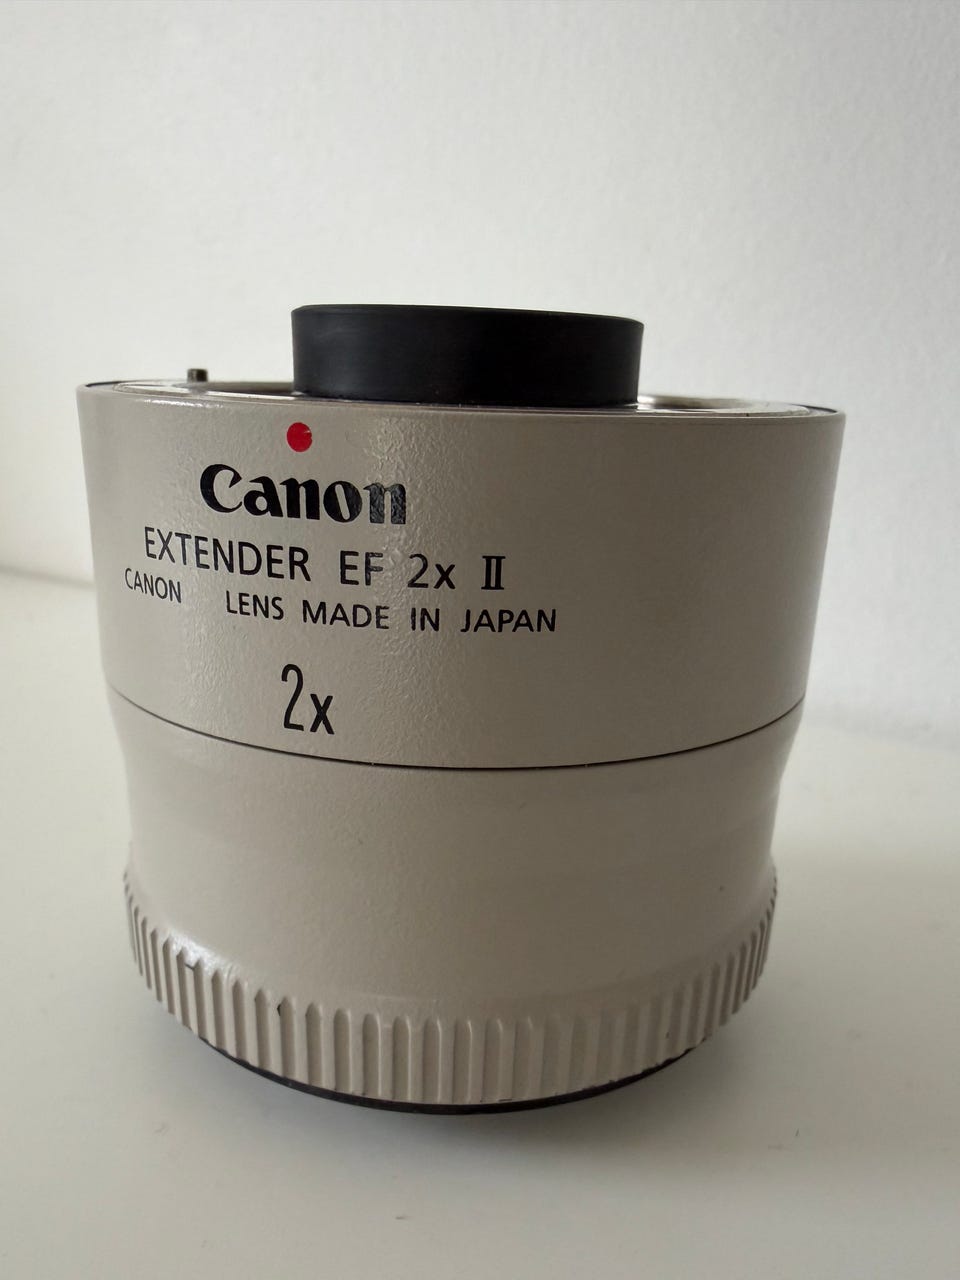 Canon
EXTENDER EF 2x II
CANON LENS MADE IN JAPAN
2x